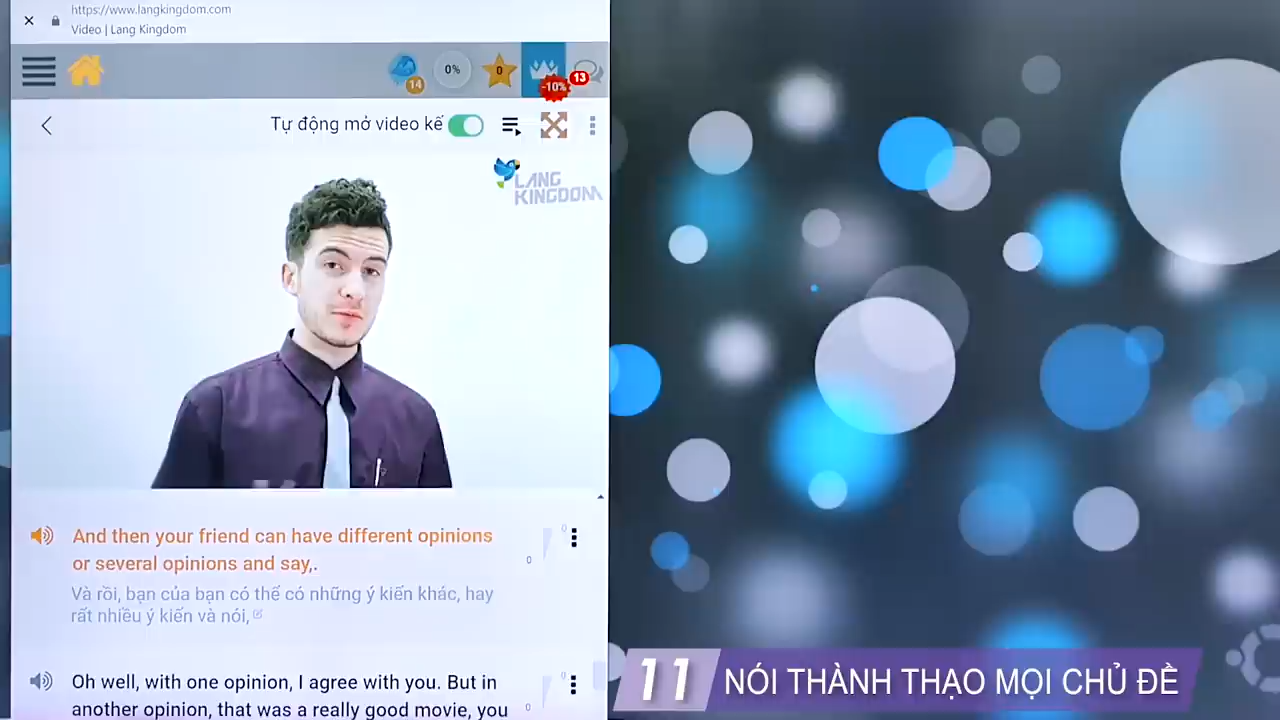 https://www.langkingdom.com
Video | Lang Kingdom
14
0%
0
-10%
13
Tự động mở video kế
LANG
KINGDOM
And then your friend can have different opinions
or several opinions and say,.
Và rồi, bạn của bạn có thể có những ý kiến khác, hay
rất nhiều ý kiến và nói,
0
0
Oh well, with one opinion, I agree with you. But in
another opinion, that was a really good movie, you
0
0
11 NÓI THÀNH THẠO MỌI CHỦ ĐỀ